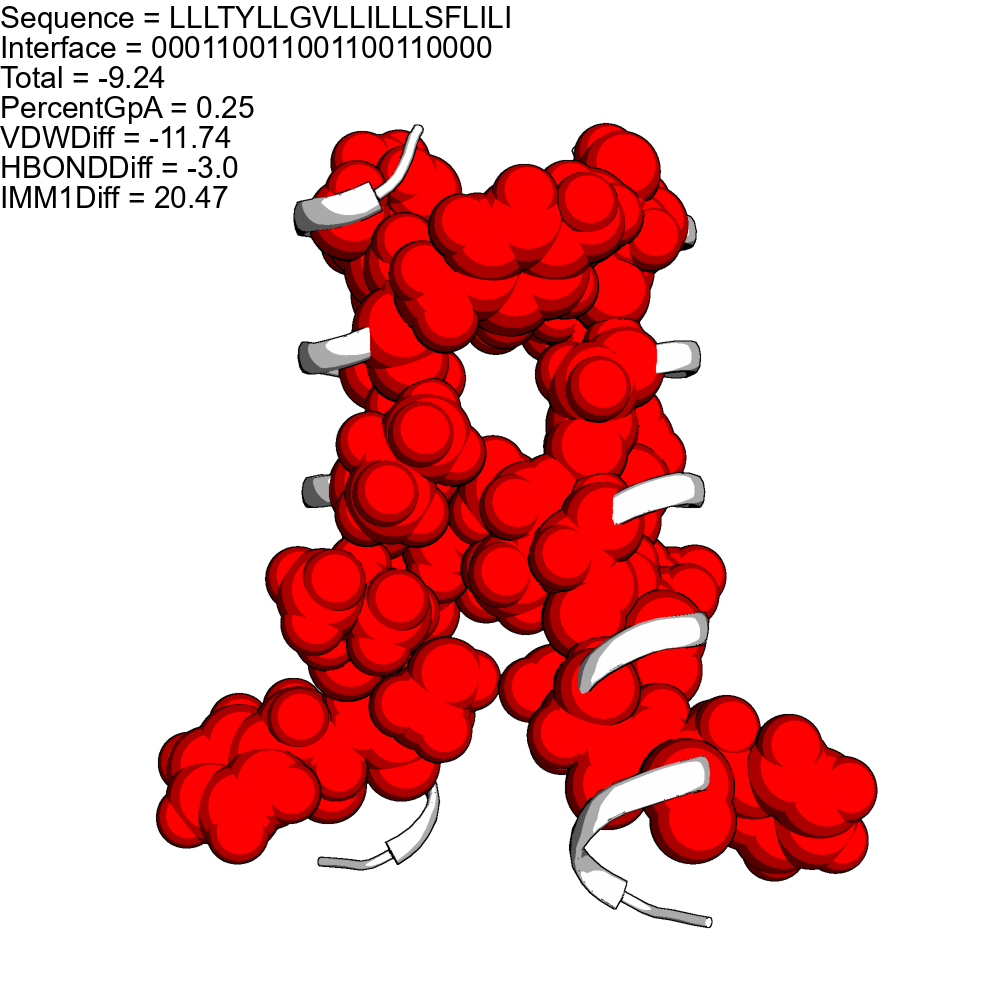 Sequence = LLLTYLLGVLLILLLSFLILI
Interface = 000110011001100110000
Total = -9.24
PercentGpA = 0.25
VDWDiff = -11.74
HBONDDiff = -3.0
IMM1Diff = 20.47